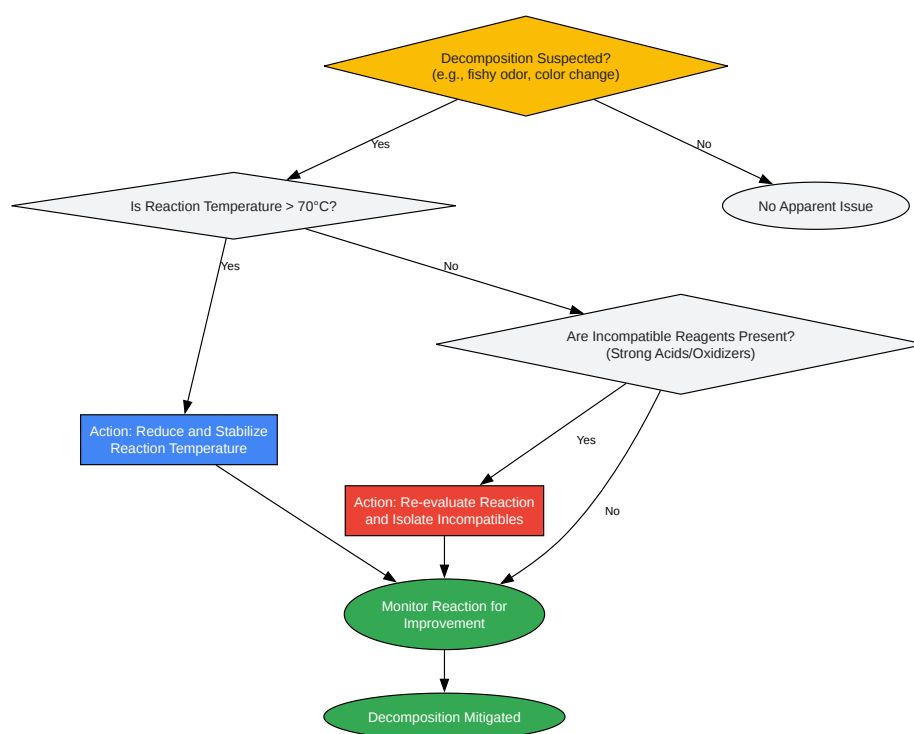 Decomposition Suspected?
(e.g., fishy odor, color change)
Yes
No
Is Reaction Temperature > 70°C?
No Apparent Issue
Yes
No
Are Incompatible Reagents Present?
(Strong Acids/Oxidizers)
Action: Reduce and Stabilize
Reaction Temperature
Yes
Action: Re-evaluate Reaction
and Isolate Incompatibles
No
Monitor Reaction for
Improvement
Decomposition Mitigated